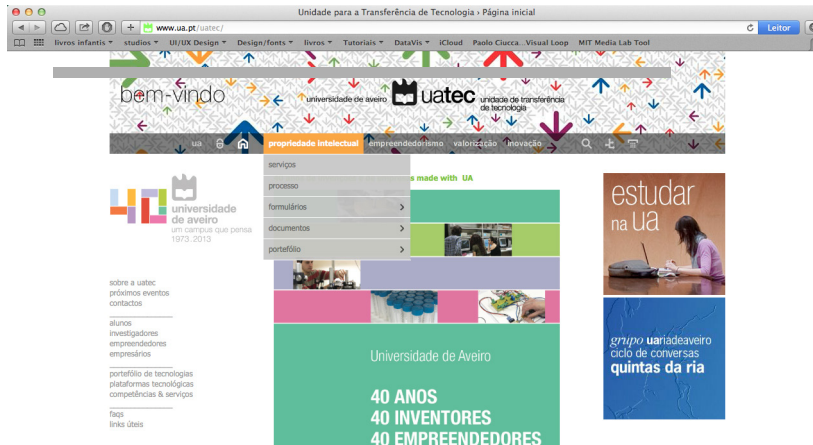 Unidade para a Transferência de Tecnologia › Página inicial
www.ua.pt/uatec/
Leitor
livros infantis studios UI/UX Design Design/fonts livros Tutoriais DataVis iCloud Paolo Ciucca...Visual Loop MIT Media Lab Tool
bem-vindo
universidade de aveiro
uatec
unidade de transferência
de tecnologia
ua
propriedade intelectual
empreendedorismo
valorização
inovação
serviços
processo
formulários
documentos
portefólio
s made with UA
40
universidade
de aveiro
um campus que pensa
1973..2013
sobre a uatec
próximos eventos
contactos
alunos
investigadores
empreendedores
empresários
portefólio de tecnologias
plataformas tecnológicas
competências & serviços
faqs
links úteis
Universidade de Aveiro
40 ANOS
40 INVENTORES
40 EMPREENDEDORES
estudar
na ua
grupo uariadeaveiro
ciclo de conversas
quintas da ria